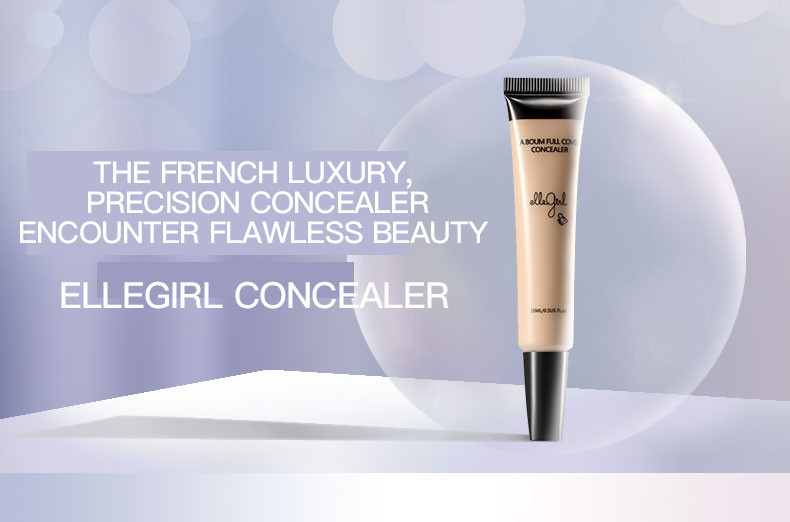 THE FRENCH LUXURY,
PRECISION CONCEALER
ENCOUNTER FLAWLESS BEAUTY
ELLEGIRL CONCEALER
A BOUM FULL
CONCEALER
elleGirl